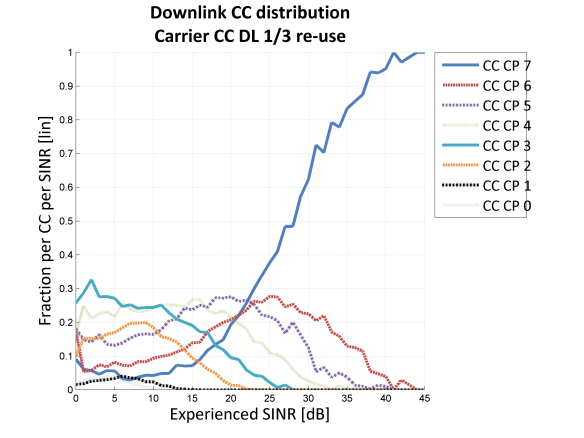 Downlink CC distribution
Carrier CC DL 1/3 re-use
Fraction per CC per SINR [lin]
1
0.9
0.8
0.7
0.6
0.5
0.4
0.3
0.2
0.1
0
0 5 10 15 20 25 30 35 40 45
Experienced SINR [dB]
CC CP 7
CC CP 6
CC CP 5
CC CP 4
CC CP 3
CC CP 2
CC CP 1
CC CP 0